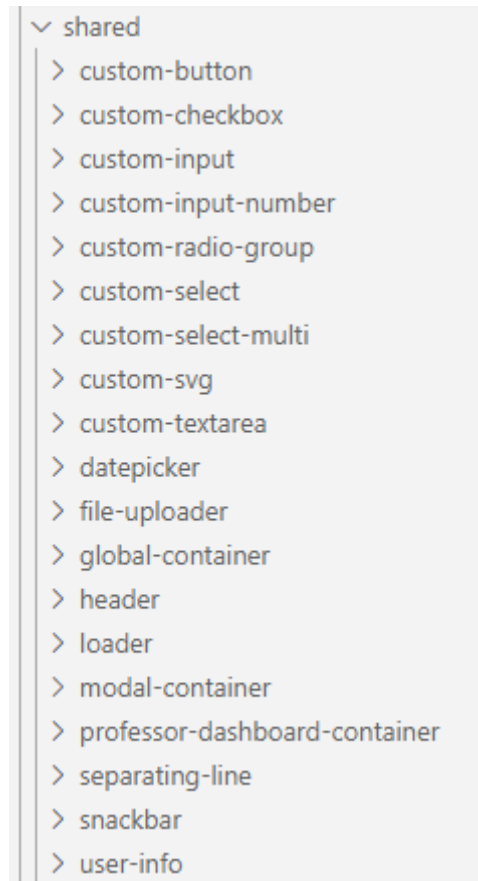 shared
custom-button
custom-checkbox
custom-input
custom-input-number
custom-radio-group
custom-select
custom-select-multi
custom-svg
custom-textarea
datepicker
file-uploader
global-container
header
loader
modal-container
professor-dashboard-container
separating-line
snackbar
user-info